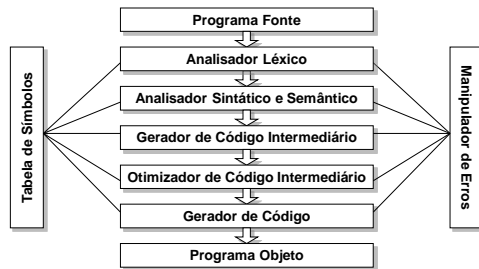 Programa Fonte
Analisador Léxico
Analisador Sintático e Semântico
Gerador de Código Intermediário
Otimizador de Código Intermediário
Gerador de Código
Programa Objeto
Tabela de Símbolos
Manipulador de Erros